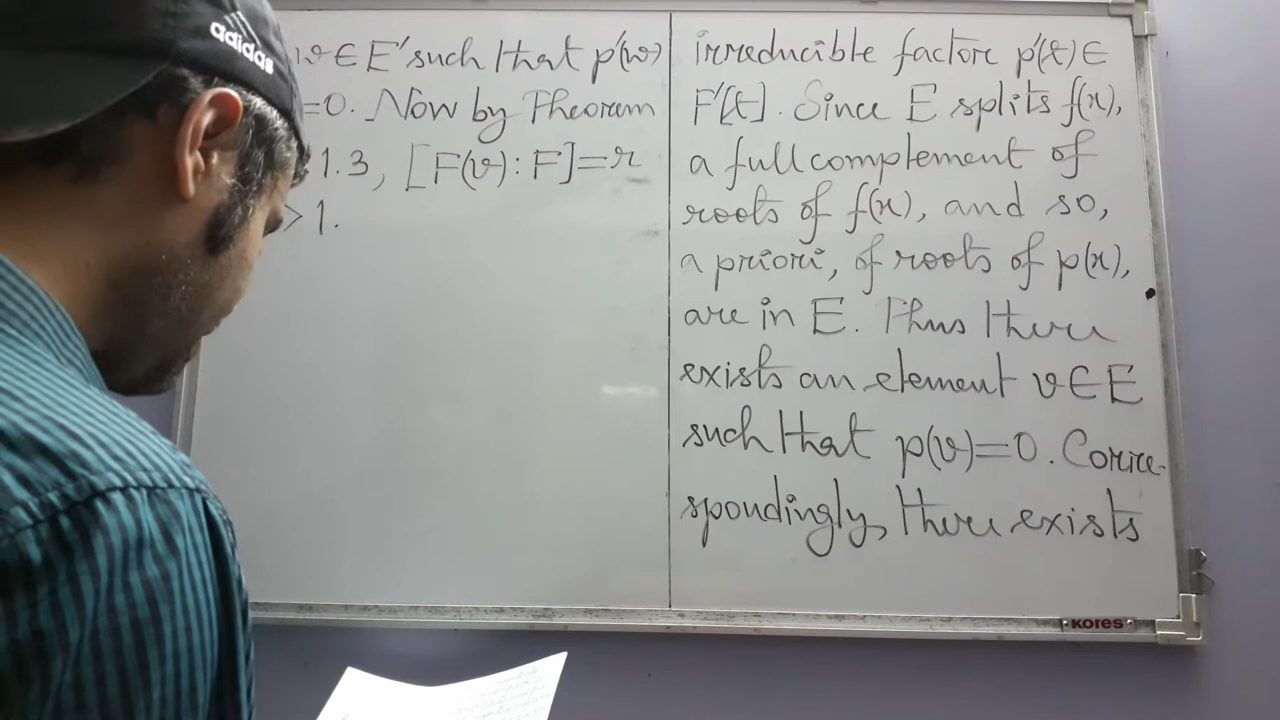 adidas
w∈E' such that p'(w)
=0. Now by Theorem
1.3, [F(v): F]=r
>1.
irreducible factor p'(t)∈
F'[t]. Since E splits f(x),
a full complement of
roots of f(x), and so,
a priori, of roots of p(x),
are in E. Thus there
exists an element v∈E
such that p(v)=0. Corre-
spondingly, there exists
KORES